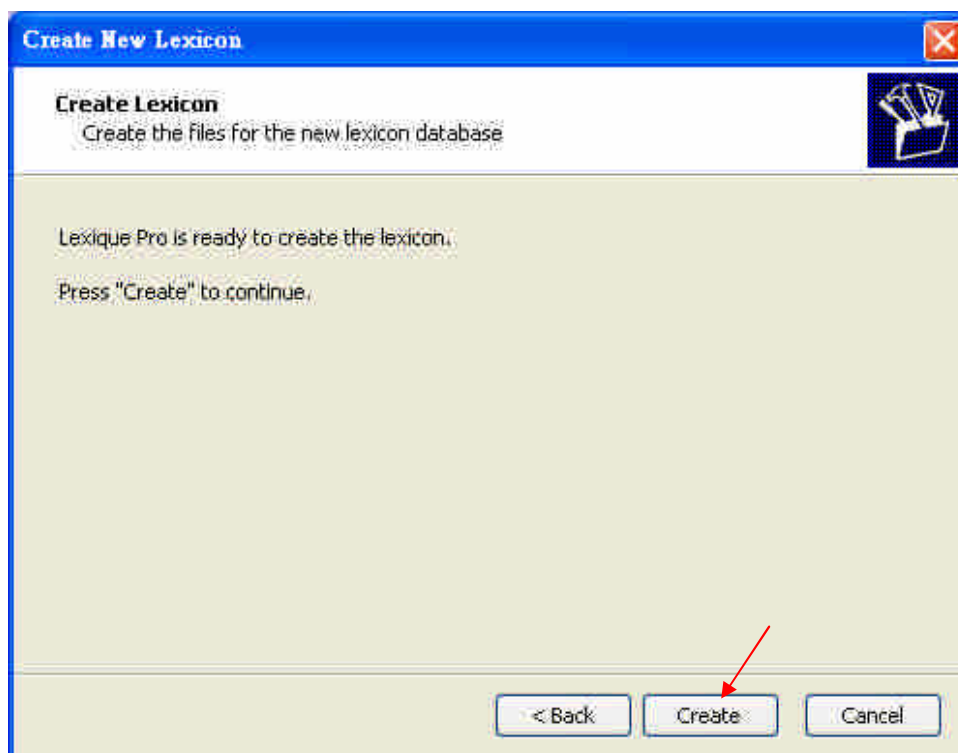 Create New Lexicon
Create Lexicon
Create the files for the new lexicon database
Lexique Pro is ready to create the lexicon.
Press "Create" to continue.
< Back
Create
Cancel